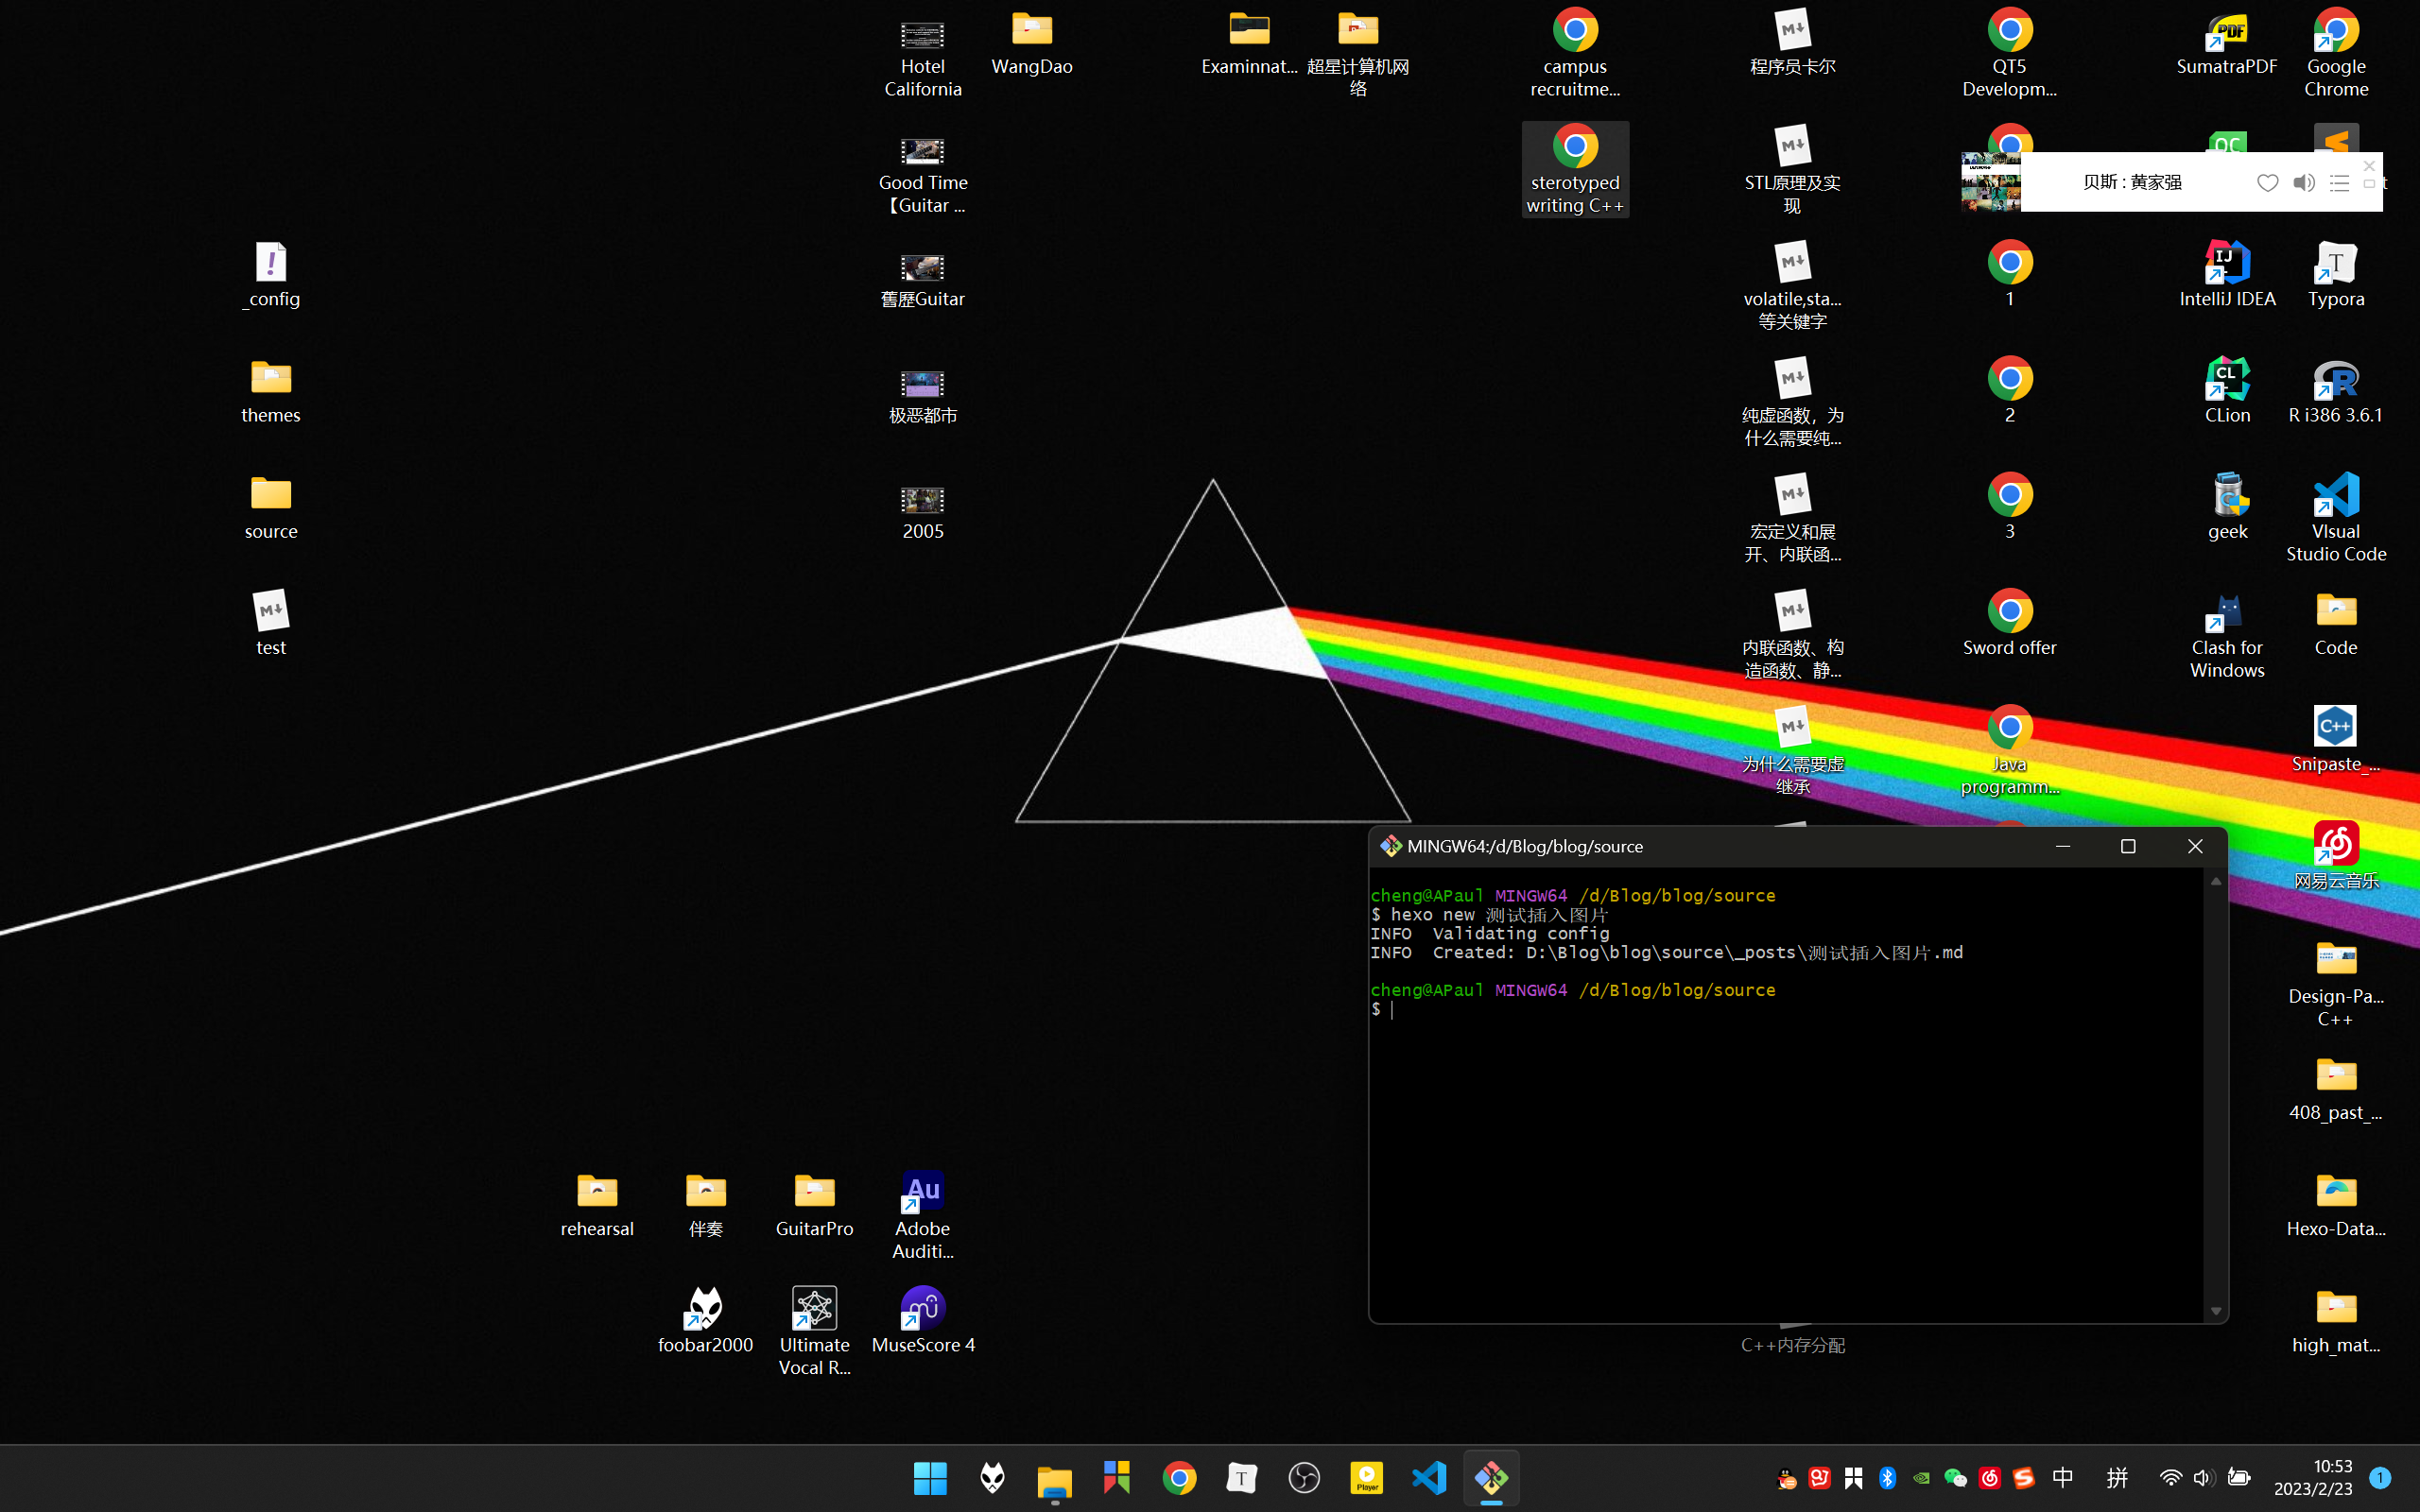 Hotel
California
WangDao
Examinnat...
超星计算机网
络
campus
recruitme...
程序员卡尔
QT5
Developm...
SumatraPDF
Google
Chrome
Good Time
【Guitar ...
sterotyped
writing C++
STL原理及实
现
贝斯 : 黄家强
_config
舊歷Guitar
volatile,sta...
等关键字
1
IntelliJ IDEA
Typora
themes
极恶都市
纯虚函数，为
什么需要纯...
2
CLion
R i386 3.6.1
source
2005
宏定义和展
开、内联函...
3
geek
VIsual
Studio Code
test
内联函数、构
造函数、静...
Sword offer
Clash for
Windows
Code
为什么需要虚
继承
Java
programm...
Snipaste_...
MINGW64:/d/Blog/blog/source
cheng@APaul MINGW64 /d/Blog/blog/source
$ hexo new 测试插入图片
INFO  Validating config
INFO  Created: D:\Blog\blog\source\_posts\测试插入图片.md
cheng@APaul MINGW64 /d/Blog/blog/source
$
网易云音乐
Design-Pa...
C++
408_past_...
rehearsal
伴奏
GuitarPro
Adobe
Auditi...
Hexo-Data...
foobar2000
Ultimate
Vocal R...
MuseScore 4
C++内存分配
high_mat...
中
拼
10:53
2023/2/23
1